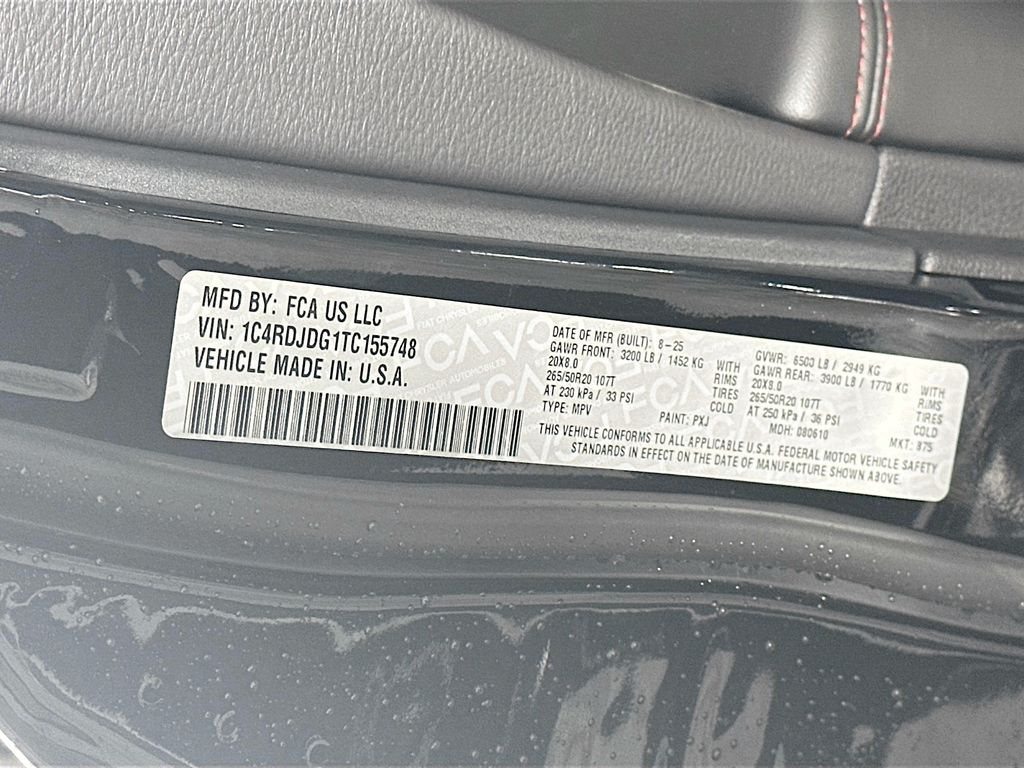 MFD BY: FCA US LLC
VIN: 1C4RDJDG1TC155748
VEHICLE MADE IN: U.S.A.
DATE OF MFR (BUILT): 8-25
GAWR FRONT: 3200 LB / 1452 KG WITH
20X8.0 RIMS
265/50R20 107T TIRES
AT 230 kPa / 33 PSI COLD
TYPE: MPV PAINT: PXJ
GVWR: 6503 LB / 2949 KG
GAWR REAR: 3900 LB / 1770 KG WITH
20X8.0 RIMS
265/50R20 107T TIRES
AT 250 kPa / 36 PSI COLD
MDH: 080610 MKT: 875
THIS VEHICLE CONFORMS TO ALL APPLICABLE U.S.A. FEDERAL MOTOR VEHICLE SAFETY
STANDARDS IN EFFECT ON THE DATE OF MANUFACTURE SHOWN ABOVE.